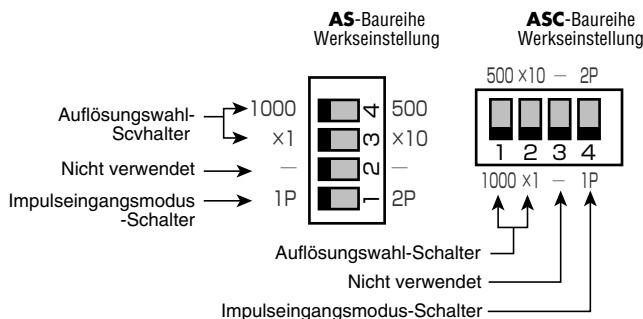 AS-Baureihe
Werkseinstellung
ASC-Baureihe
Werkseinstellung
Auflösungswahl-
Scvhalter
Nicht verwendet
Impulseingangsmodus
-Schalter
1000 4 500
×1 3 ×10
– 2 –
1P 1 2P
500 ×10 – 2P
1 2 3 4
1000 ×1 – 1P
Auflösungswahl-Schalter
Nicht verwendet
Impulseingangsmodus-Schalter